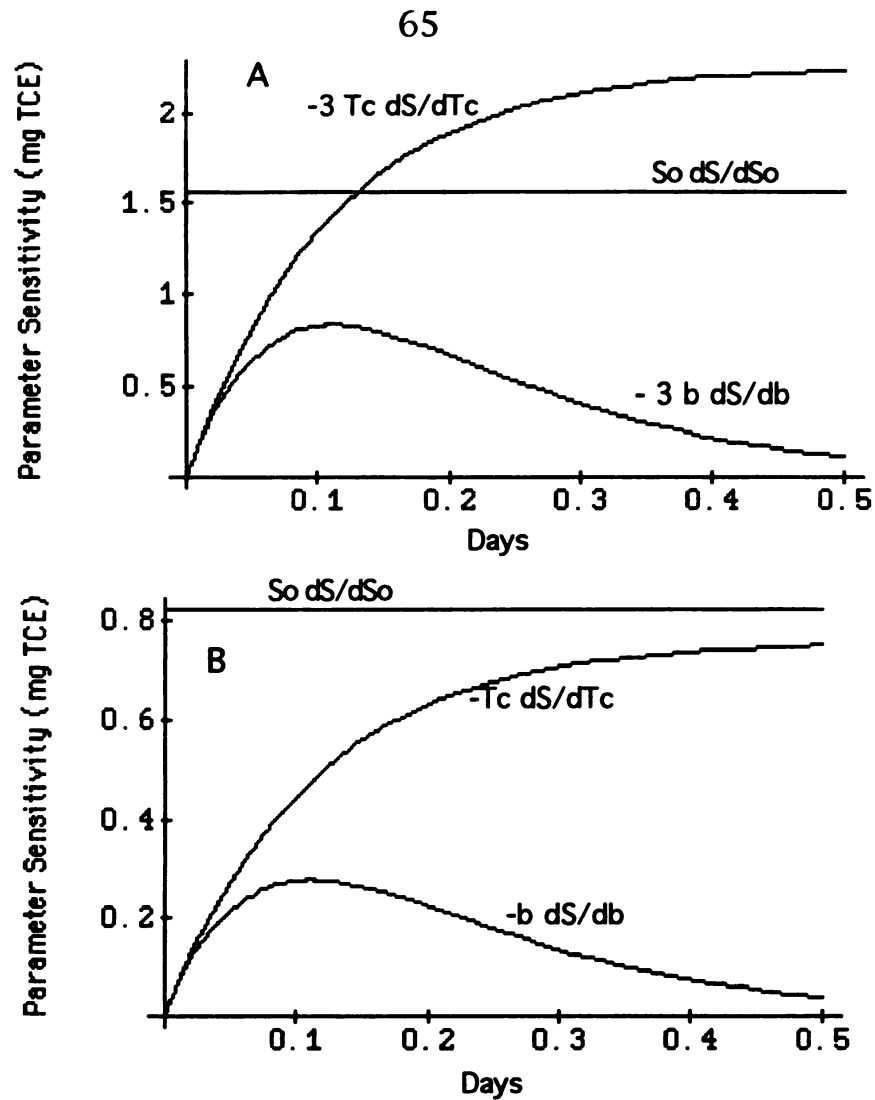 65
A
Parameter Sensitivity (mg TCE)
-3 Tc dS/dTc
So dS/dSo
- 3 b dS/db
2
1.5
1
0.5
0.1 0.2 0.3 0.4 0.5
Days
So dS/dSo
B
Parameter Sensitivity (mg TCE)
-Tc dS/dTc
-b dS/db
0.8
0.6
0.4
0.2
0.1 0.2 0.3 0.4 0.5
Days